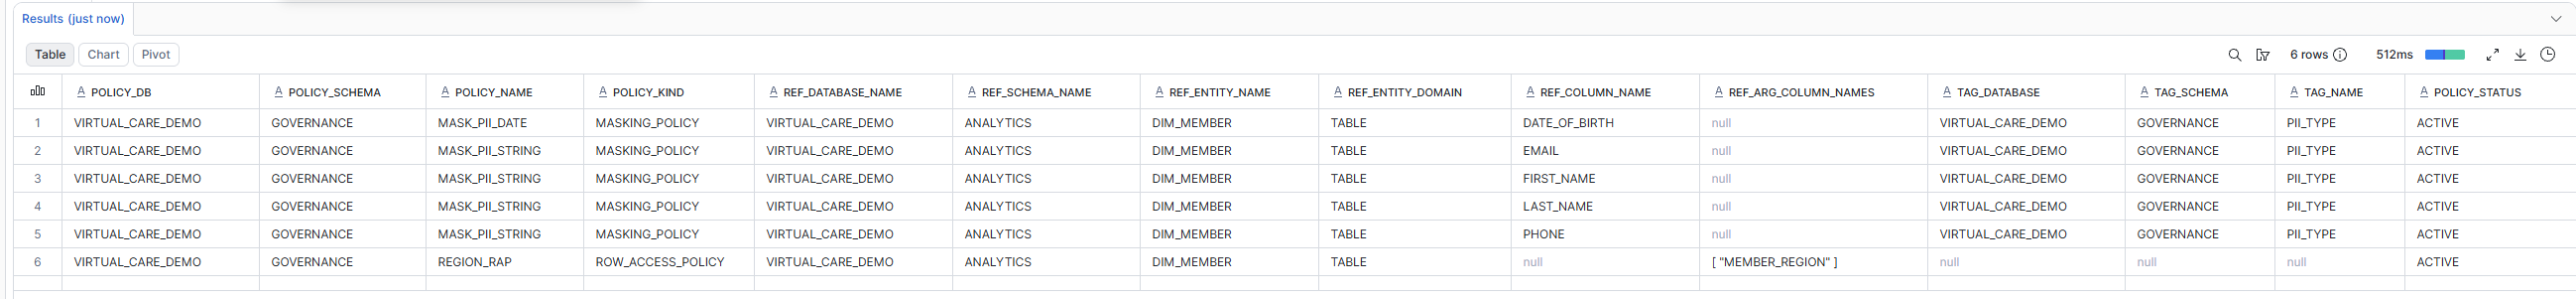 Results (just now)
Table Chart Pivot 6 rows 512ms
POLICY_DB POLICY_SCHEMA POLICY_NAME POLICY_KIND REF_DATABASE_NAME REF_SCHEMA_NAME REF_ENTITY_NAME REF_ENTITY_DOMAIN REF_COLUMN_NAME REF_ARG_COLUMN_NAMES TAG_DATABASE TAG_SCHEMA TAG_NAME POLICY_STATUS
1 VIRTUAL_CARE_DEMO GOVERNANCE MASK_PII_DATE MASKING_POLICY VIRTUAL_CARE_DEMO ANALYTICS DIM_MEMBER TABLE DATE_OF_BIRTH null VIRTUAL_CARE_DEMO GOVERNANCE PII_TYPE ACTIVE
2 VIRTUAL_CARE_DEMO GOVERNANCE MASK_PII_STRING MASKING_POLICY VIRTUAL_CARE_DEMO ANALYTICS DIM_MEMBER TABLE EMAIL null VIRTUAL_CARE_DEMO GOVERNANCE PII_TYPE ACTIVE
3 VIRTUAL_CARE_DEMO GOVERNANCE MASK_PII_STRING MASKING_POLICY VIRTUAL_CARE_DEMO ANALYTICS DIM_MEMBER TABLE FIRST_NAME null VIRTUAL_CARE_DEMO GOVERNANCE PII_TYPE ACTIVE
4 VIRTUAL_CARE_DEMO GOVERNANCE MASK_PII_STRING MASKING_POLICY VIRTUAL_CARE_DEMO ANALYTICS DIM_MEMBER TABLE LAST_NAME null VIRTUAL_CARE_DEMO GOVERNANCE PII_TYPE ACTIVE
5 VIRTUAL_CARE_DEMO GOVERNANCE MASK_PII_STRING MASKING_POLICY VIRTUAL_CARE_DEMO ANALYTICS DIM_MEMBER TABLE PHONE null VIRTUAL_CARE_DEMO GOVERNANCE PII_TYPE ACTIVE
6 VIRTUAL_CARE_DEMO GOVERNANCE REGION_RAP ROW_ACCESS_POLICY VIRTUAL_CARE_DEMO ANALYTICS DIM_MEMBER TABLE null [ "MEMBER_REGION" ] null null null ACTIVE